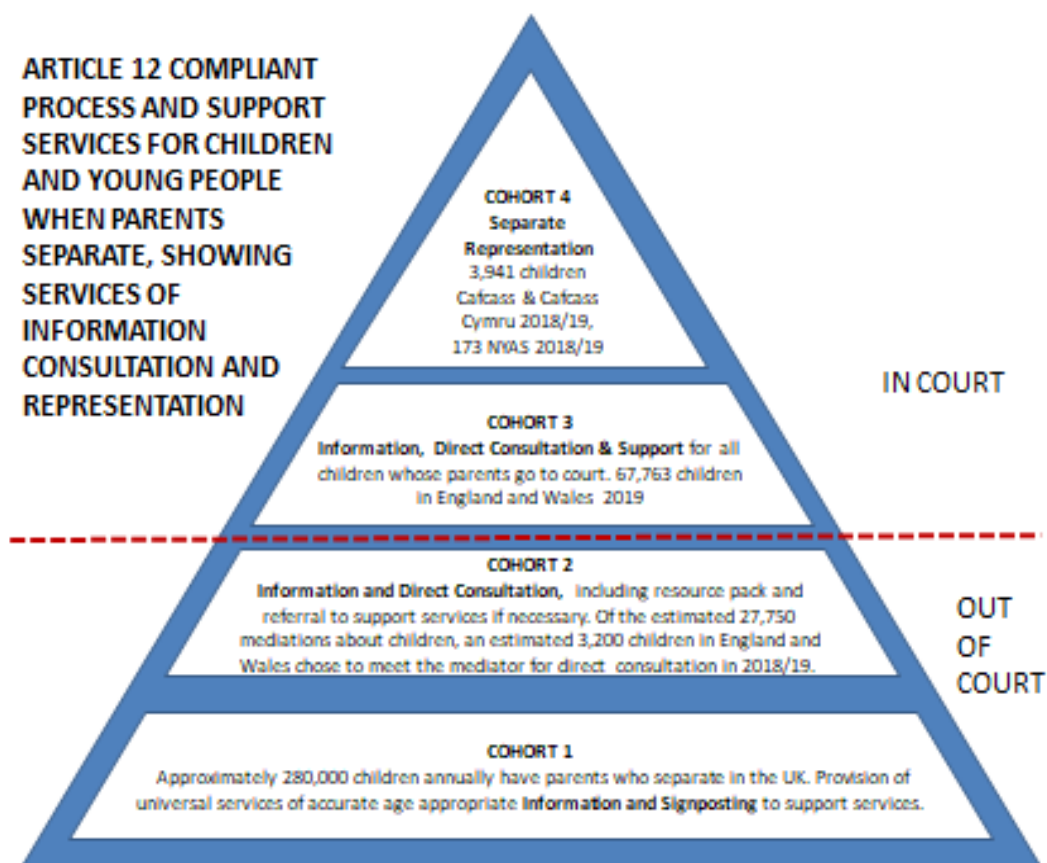 ARTICLE 12 COMPLIANT
PROCESS AND SUPPORT
SERVICES FOR CHILDREN
AND YOUNG PEOPLE
WHEN PARENTS
SEPARATE, SHOWING
SERVICES OF
INFORMATION
CONSULTATION AND
REPRESENTATION
COHORT 4
Separate
Representation
3,941 children
Cafcass & Cafcass
Cymru 2018/19,
173 NYAS 2018/19
IN COURT
COHORT 3
Information, Direct Consultation & Support for all
children whose parents go to court. 67,763 children
in England and Wales 2019
COHORT 2
Information and Direct Consultation, including resource pack and
referral to support services if necessary. Of the estimated 27,750
mediations about children, an estimated 3,200 children in England and
Wales chose to meet the mediator for direct consultation in 2018/19.
OUT
OF
COURT
COHORT 1
Approximately 280,000 children annually have parents who separate in the UK. Provision of
universal services of accurate age appropriate Information and Signposting to support services.